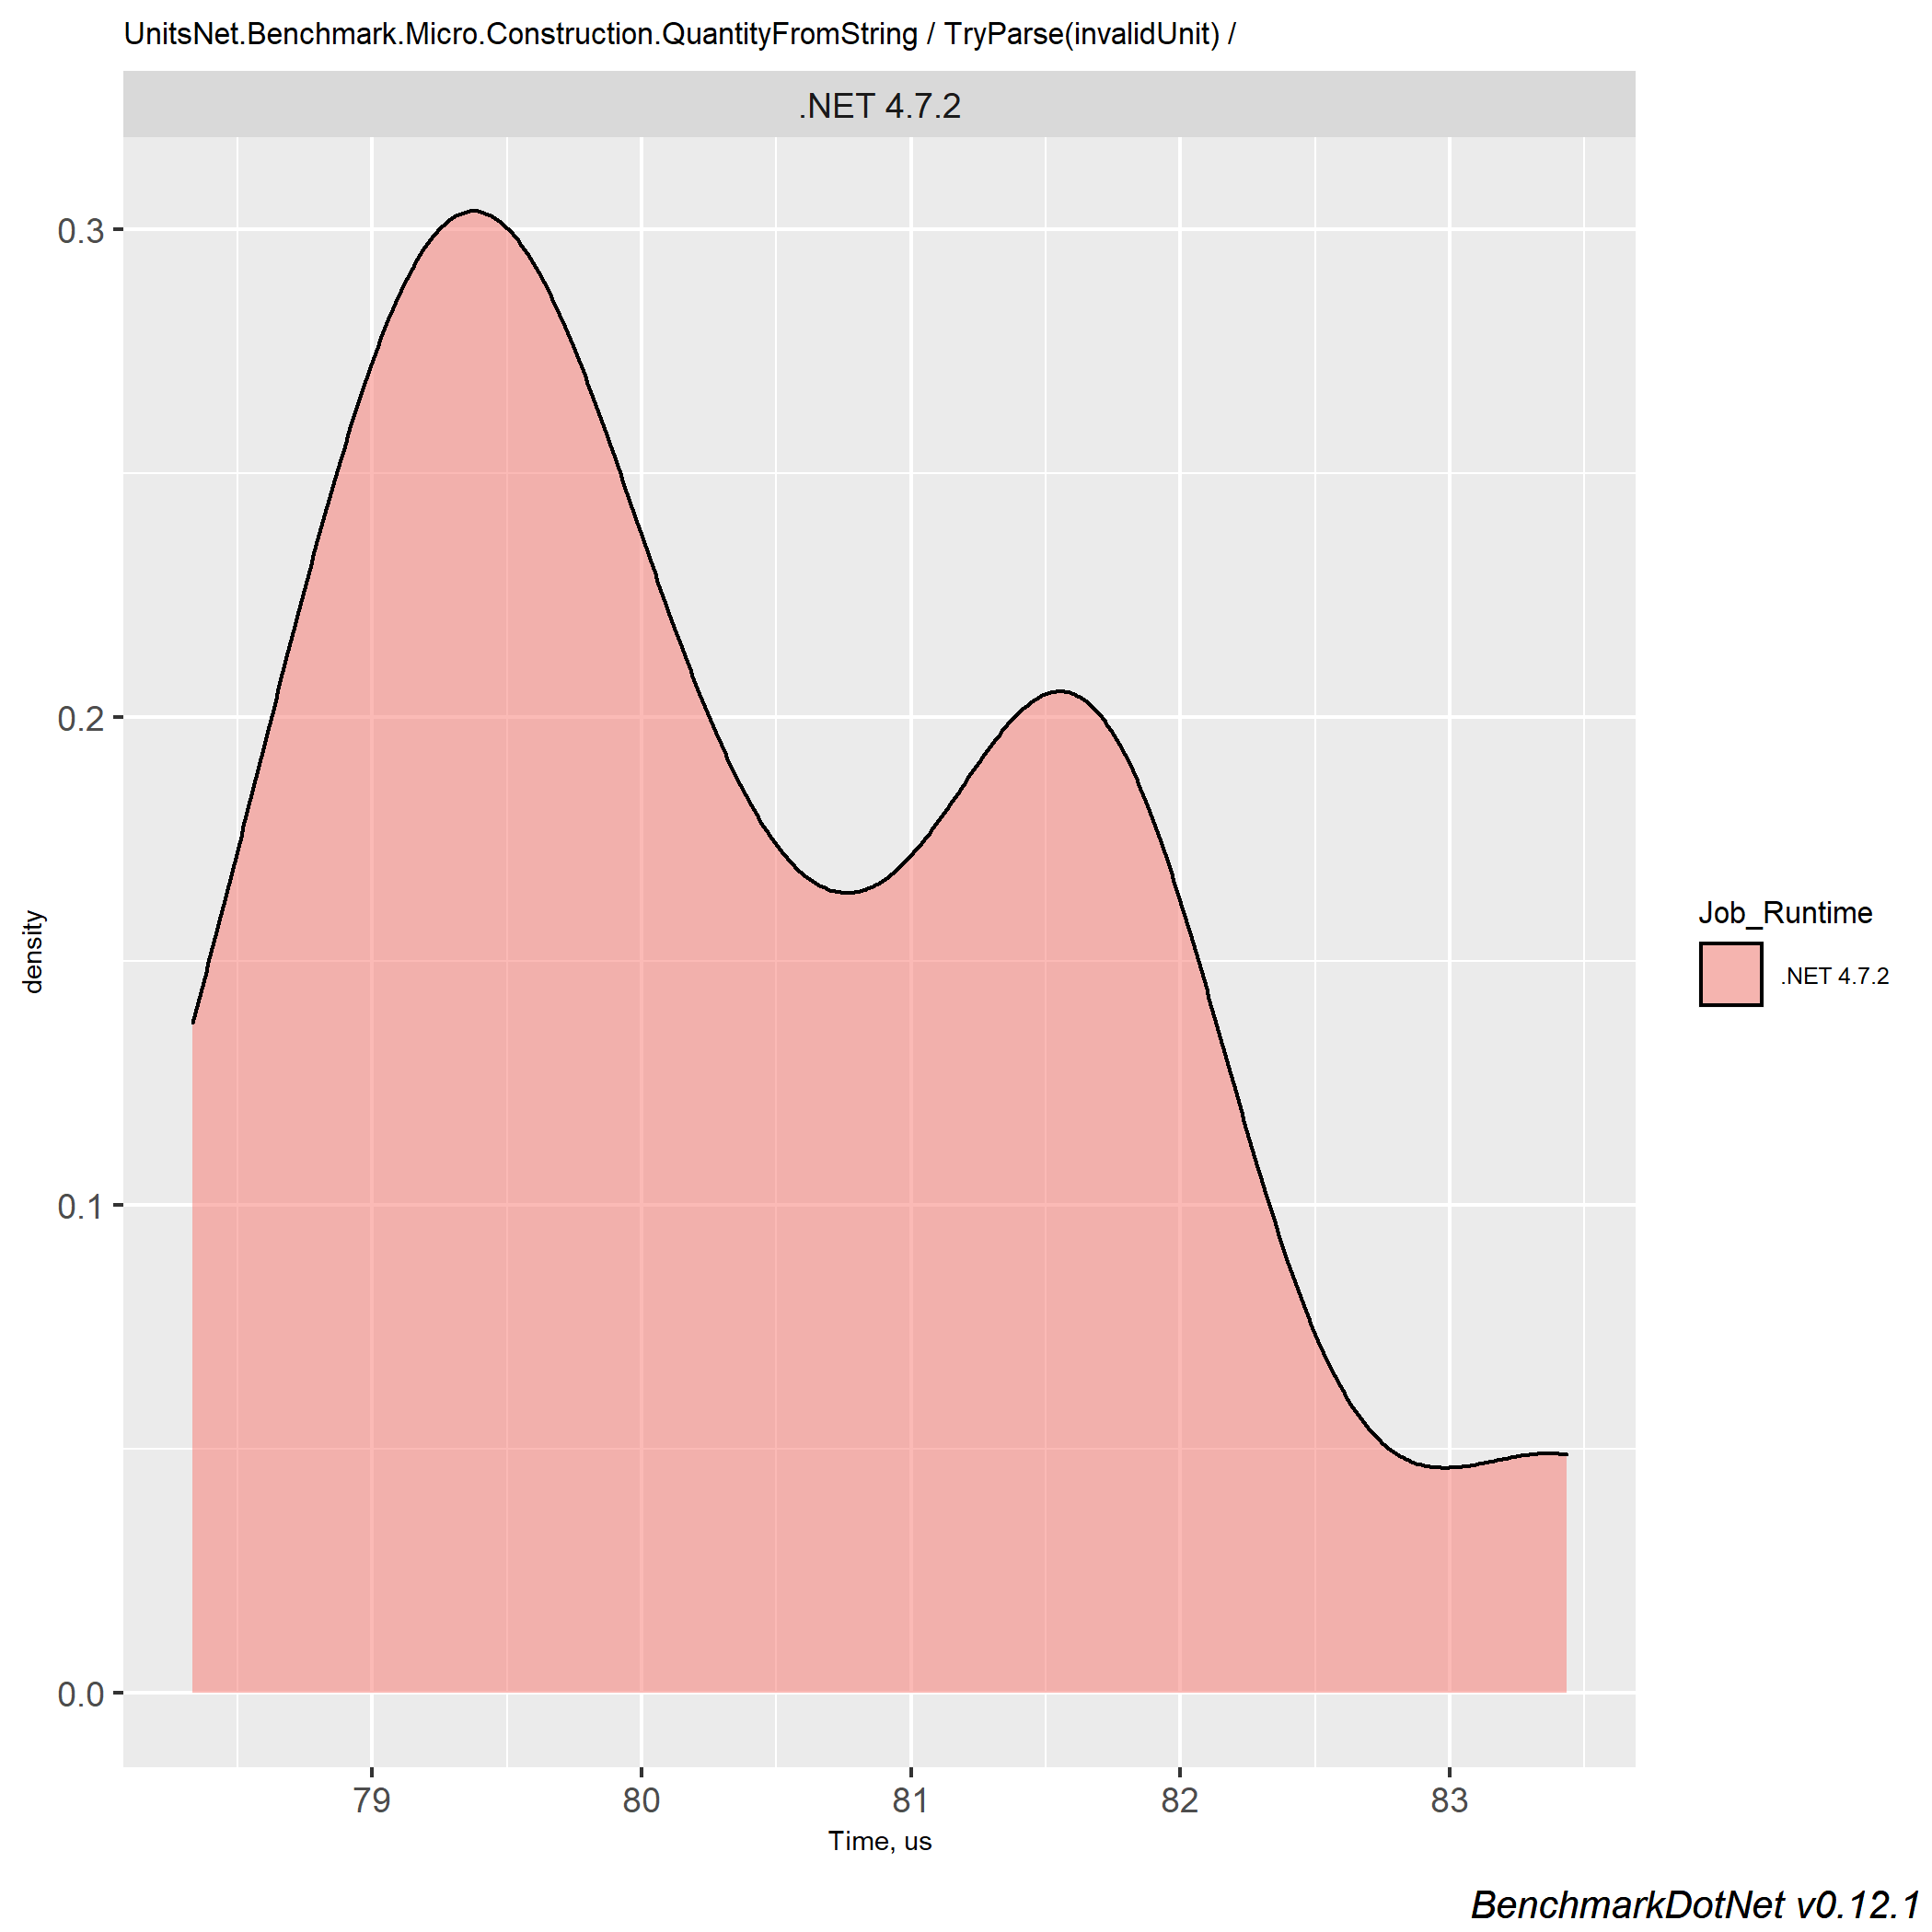 UnitsNet.Benchmark.Micro.Construction.QuantityFromString / TryParse(invalidUnit) /
.NET 4.7.2
0.3
0.2
0.1
0.0
density
79 80 81 82 83
Time, us
Job_Runtime
.NET 4.7.2
BenchmarkDotNet v0.12.1